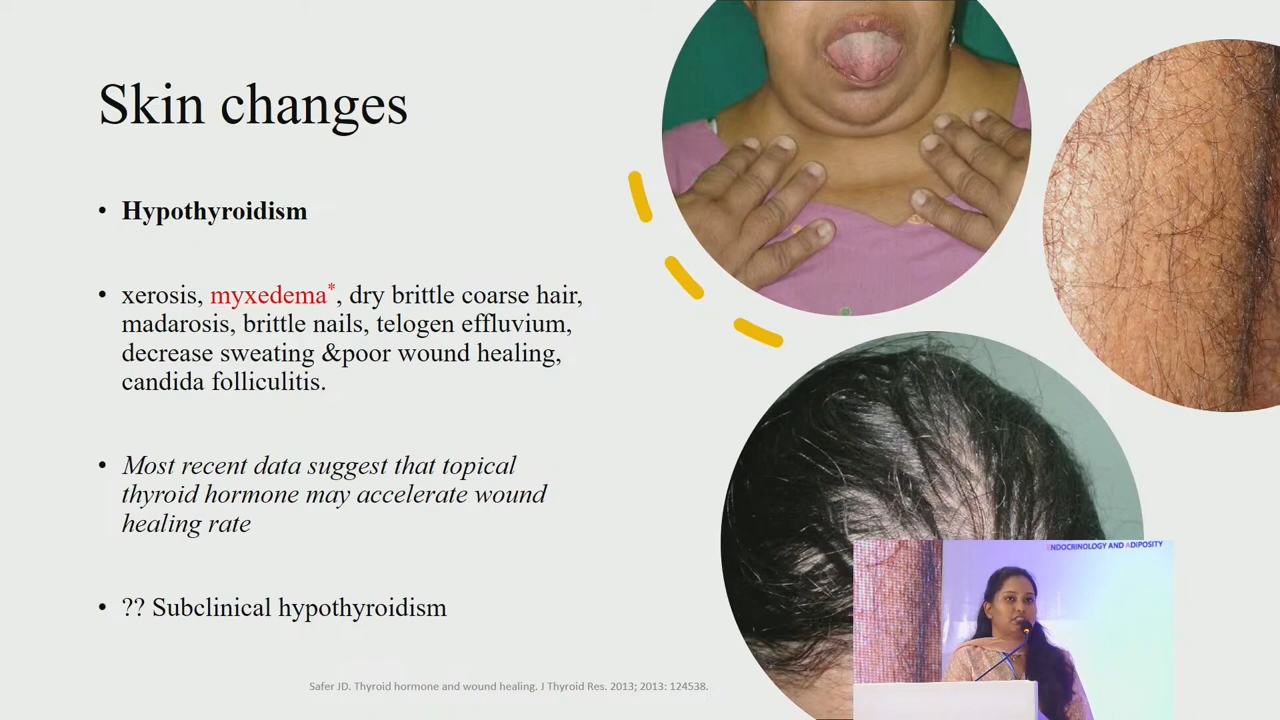 Skin changes
• Hypothyroidism
• xerosis, myxedema*, dry brittle coarse hair,
madarosis, brittle nails, telogen effluvium,
decrease sweating &poor wound healing,
candida folliculitis.
• Most recent data suggest that topical
thyroid hormone may accelerate wound
healing rate
• ?? Subclinical hypothyroidism
Safer JD. Thyroid hormone and wound healing. J Thyroid Res. 2013; 2013: 124538.
ENDOCRINOLOGY AND ADIPOSITY